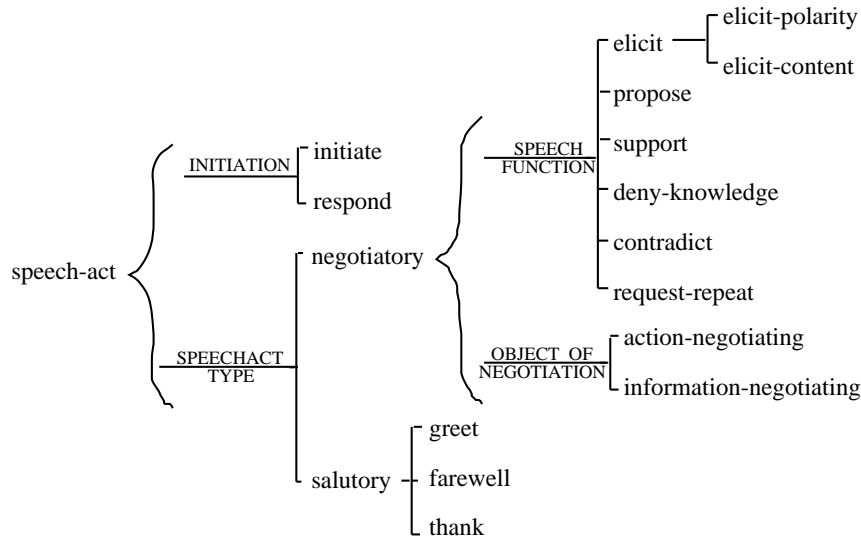 elicit-polarity
elicit
elicit-content
propose
INITIATION
initiate
SPEECH
FUNCTION
support
respond
deny-knowledge
negotiatory
contradict
speech-act
request-repeat
SPEECHACT
TYPE
OBJECT OF
NEGOTIATION
action-negotiating
information-negotiating
greet
salutory
farewell
thank